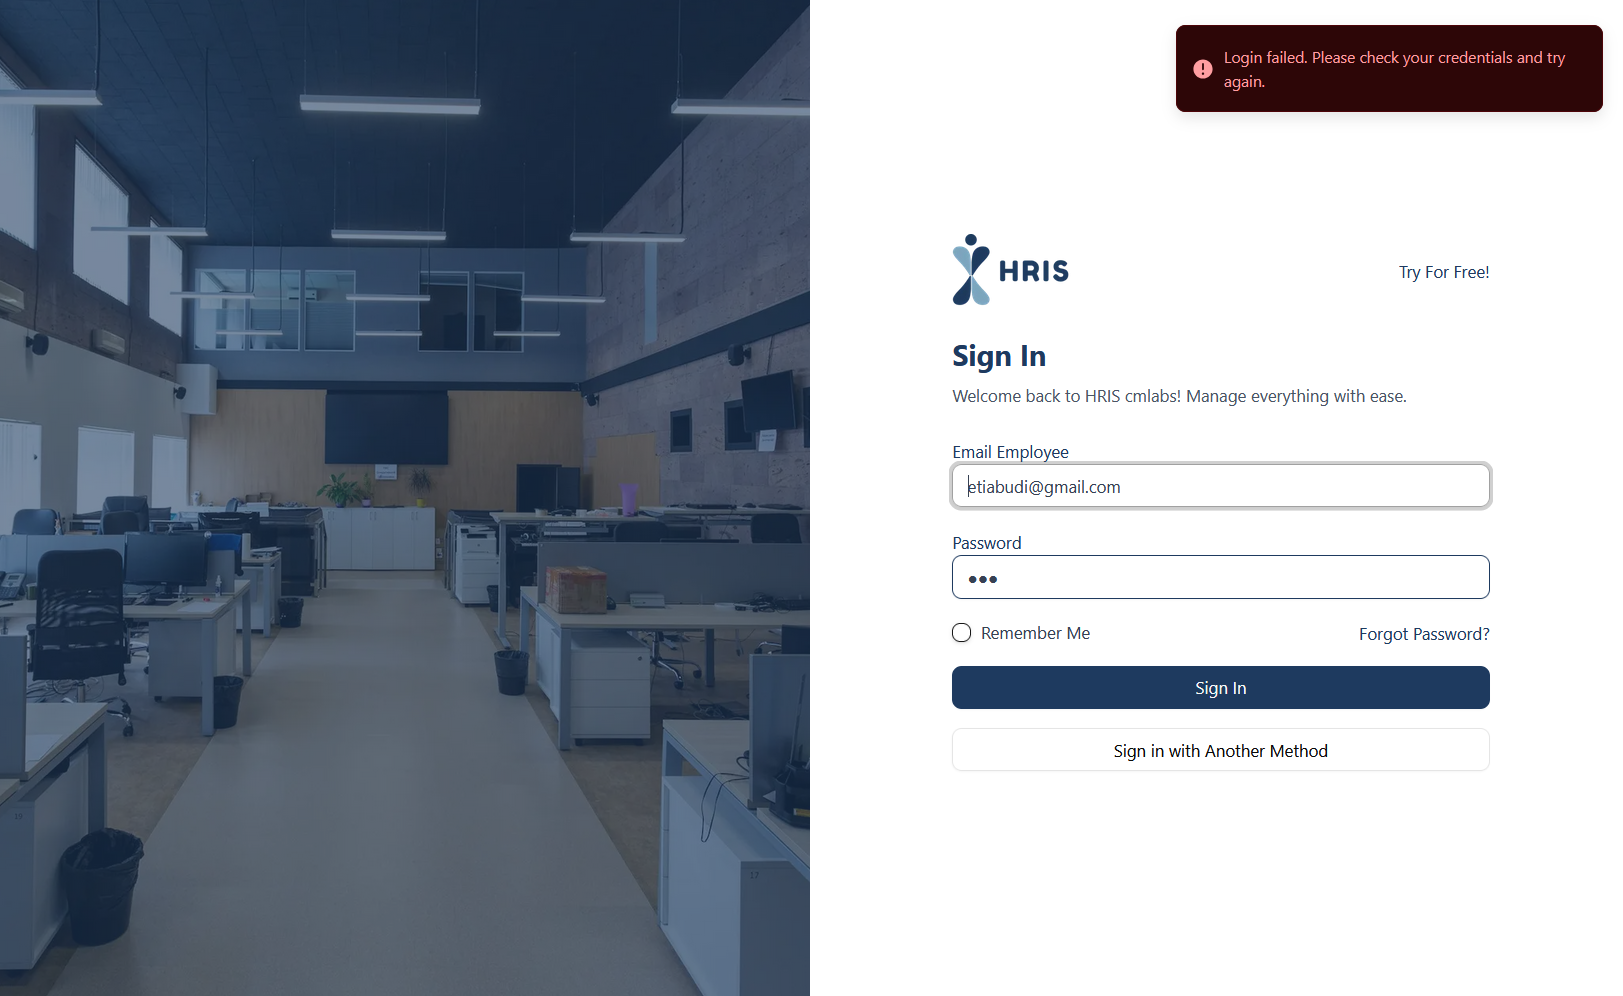 Login failed. Please check your credentials and try
again.
HRIS
Try For Free!
Sign In
Welcome back to HRIS cmlabs! Manage everything with ease.
Email Employee
etiabudi@gmail.com
Password
Remember Me
Forgot Password?
Sign In
Sign in with Another Method